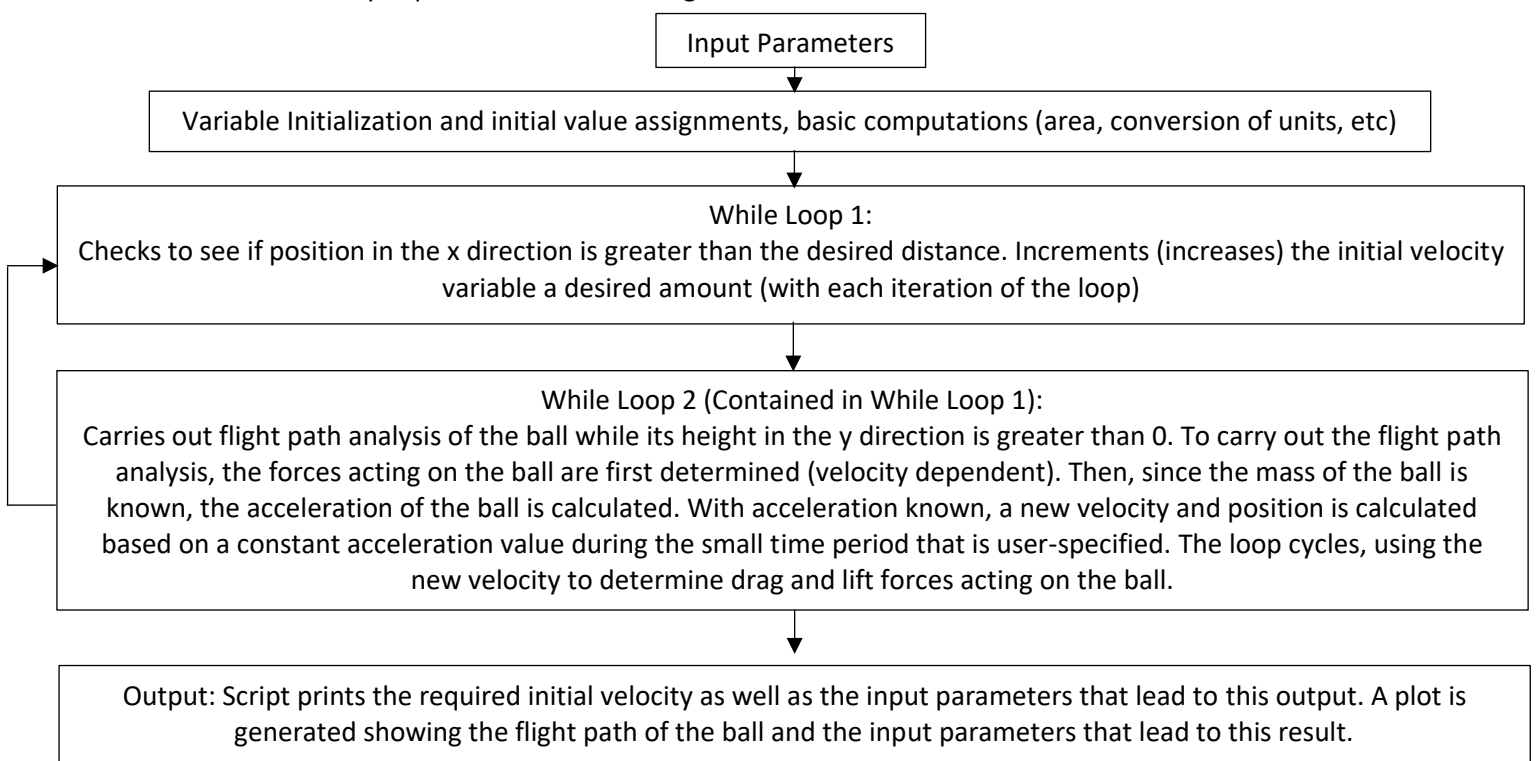 Input Parameters
Variable Initialization and initial value assignments, basic computations (area, conversion of units, etc)
While Loop 1:
Checks to see if position in the x direction is greater than the desired distance. Increments (increases) the initial velocity
variable a desired amount (with each iteration of the loop)
While Loop 2 (Contained in While Loop 1):
Carries out flight path analysis of the ball while its height in the y direction is greater than 0. To carry out the flight path
analysis, the forces acting on the ball are first determined (velocity dependent). Then, since the mass of the ball is
known, the acceleration of the ball is calculated. With acceleration known, a new velocity and position is calculated
based on a constant acceleration value during the small time period that is user-specified. The loop cycles, using the
new velocity to determine drag and lift forces acting on the ball.
Output: Script prints the required initial velocity as well as the input parameters that lead to this output. A plot is
generated showing the flight path of the ball and the input parameters that lead to this result.